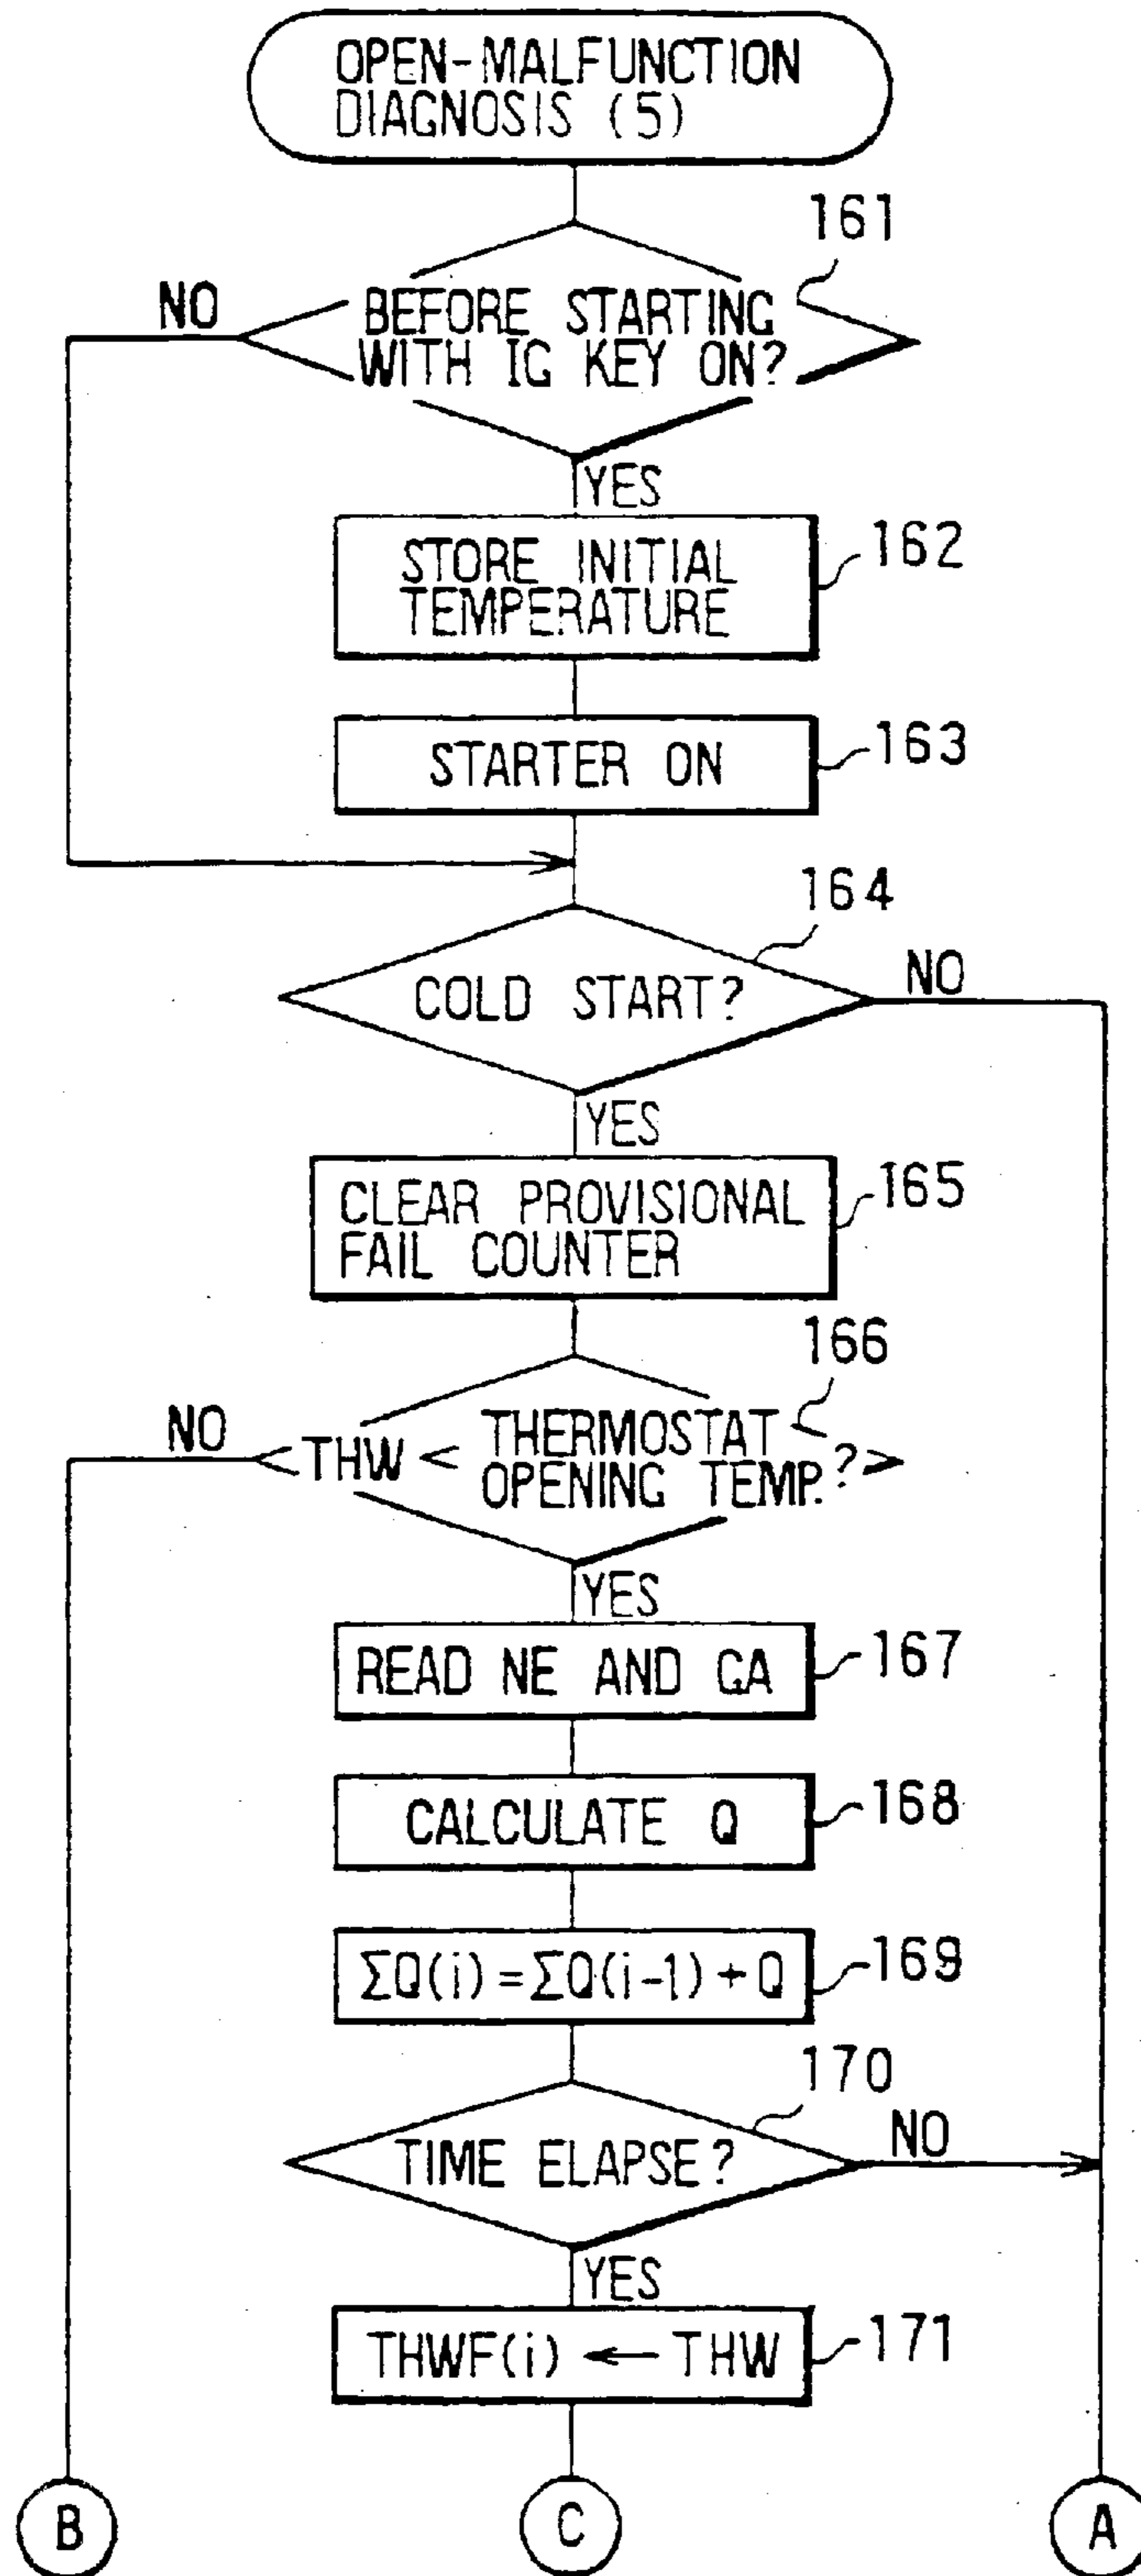 OPEN-MALFUNCTION
DIAGNOSIS (5)
161
NO
BEFORE STARTING
WITH IG KEY ON?
YES
STORE INITIAL
TEMPERATURE
162
STARTER ON
163
164
COLD START?
NO
YES
CLEAR PROVISIONAL
FAIL COUNTER
165
166
NO
THW < THERMOSTAT
OPENING TEMP. ?
YES
READ NE AND GA
167
CALCULATE Q
168
ΣQ(i) = ΣQ(i-1) + Q
169
170
TIME ELAPSE?
NO
YES
THWF(i) ← THW
171
B
C
A